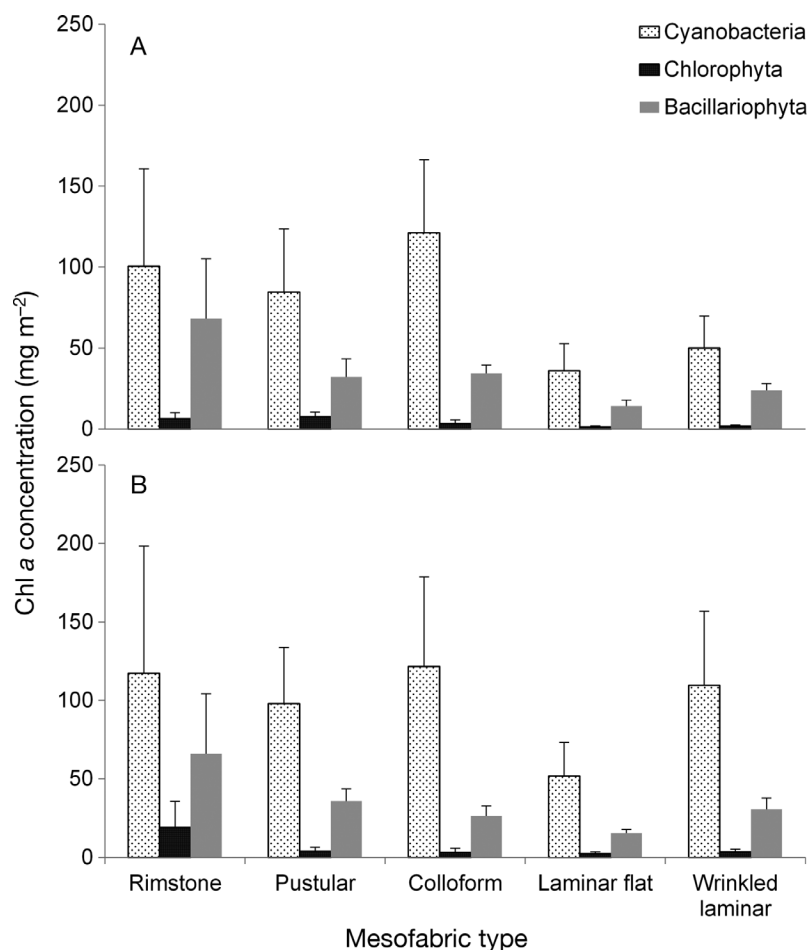 A
Cyanobacteria
Chlorophyta
Bacillariophyta
250
200
150
100
50
0
B
250
200
150
100
50
0
Chl a concentration (mg m⁻²)
Rimstone Pustular Colloform Laminar flat Wrinkled
laminar
Mesofabric type